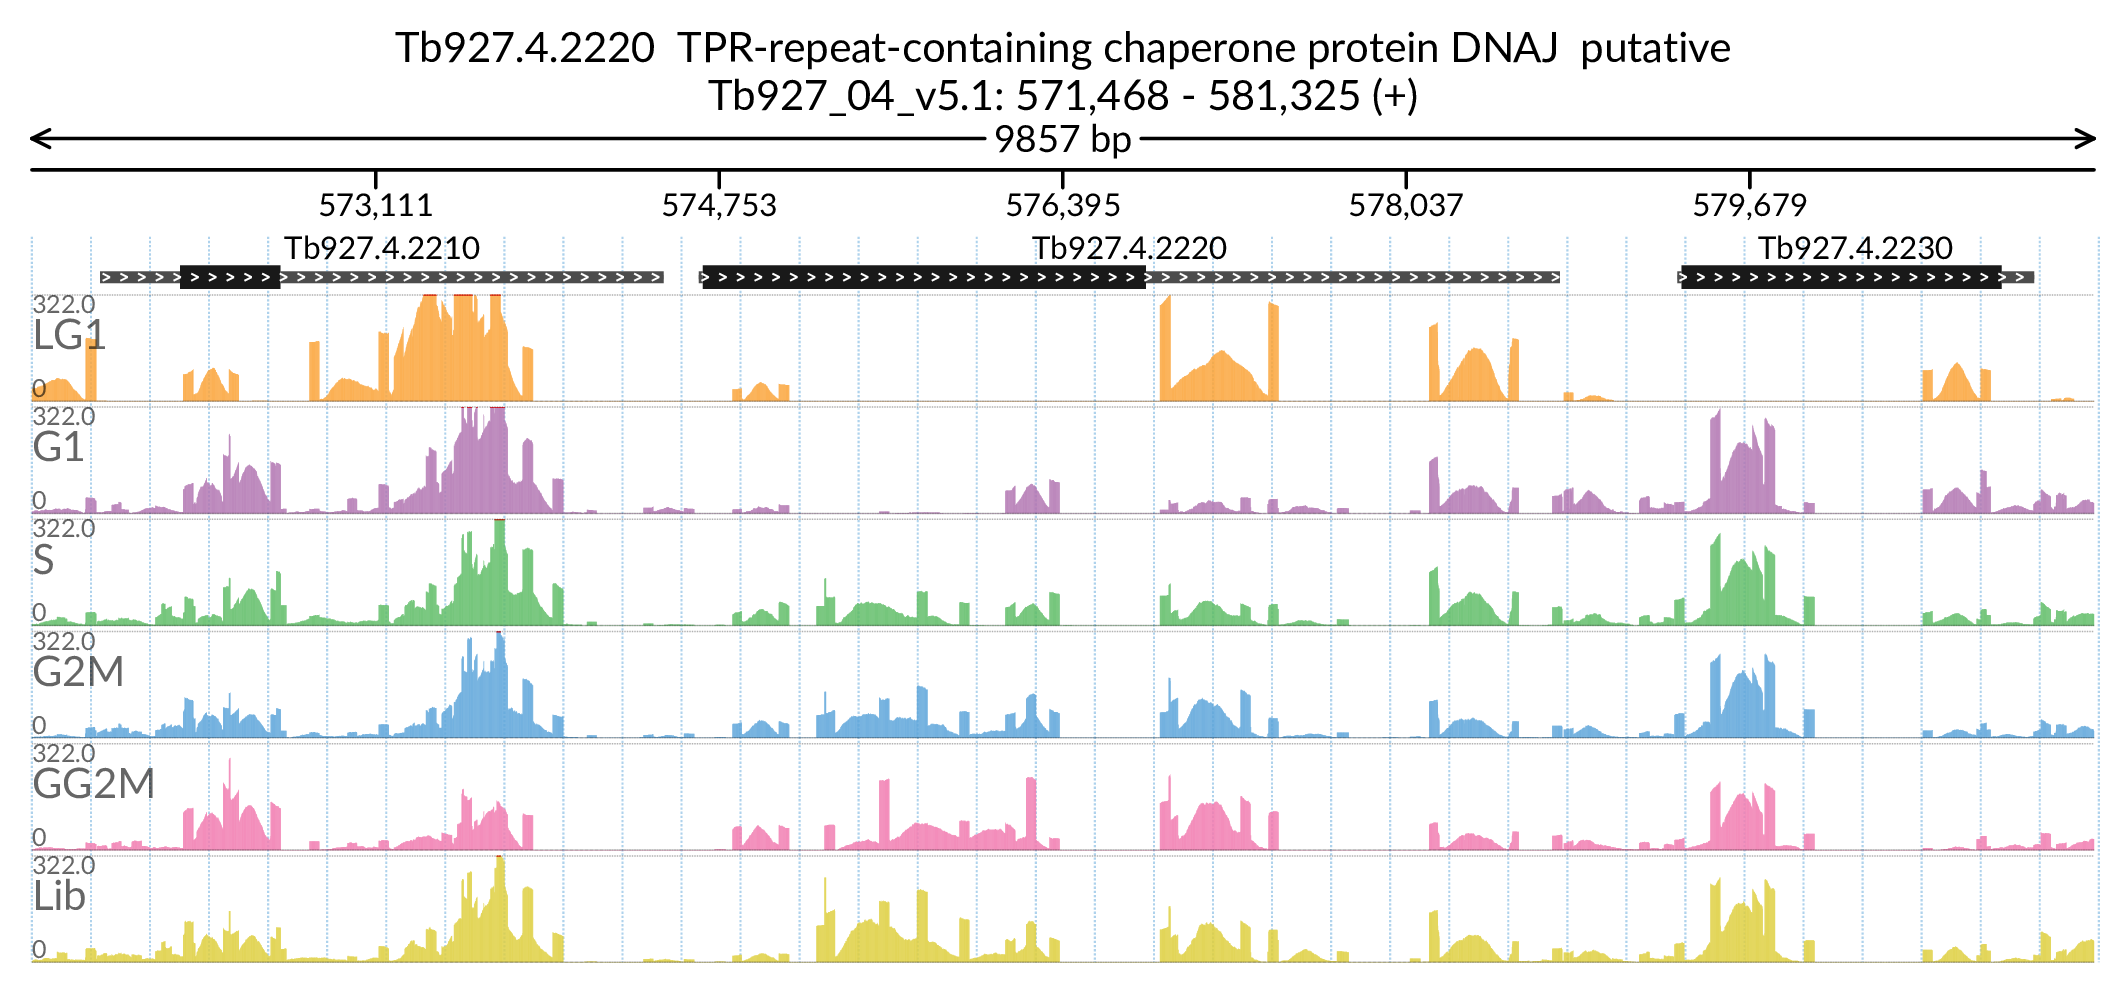 Tb927.4.2220 TPR-repeat-containing chaperone protein DNAJ putative
Tb927_04_v5.1: 571,468 - 581,325 (+)
9857 bp
573,111 574,753 576,395 578,037 579,679
Tb927.4.2210 Tb927.4.2220 Tb927.4.2230
322.0
LG1
0
322.0
G1
0
322.0
S
0
322.0
G2M
0
322.0
GG2M
0
322.0
Lib
0